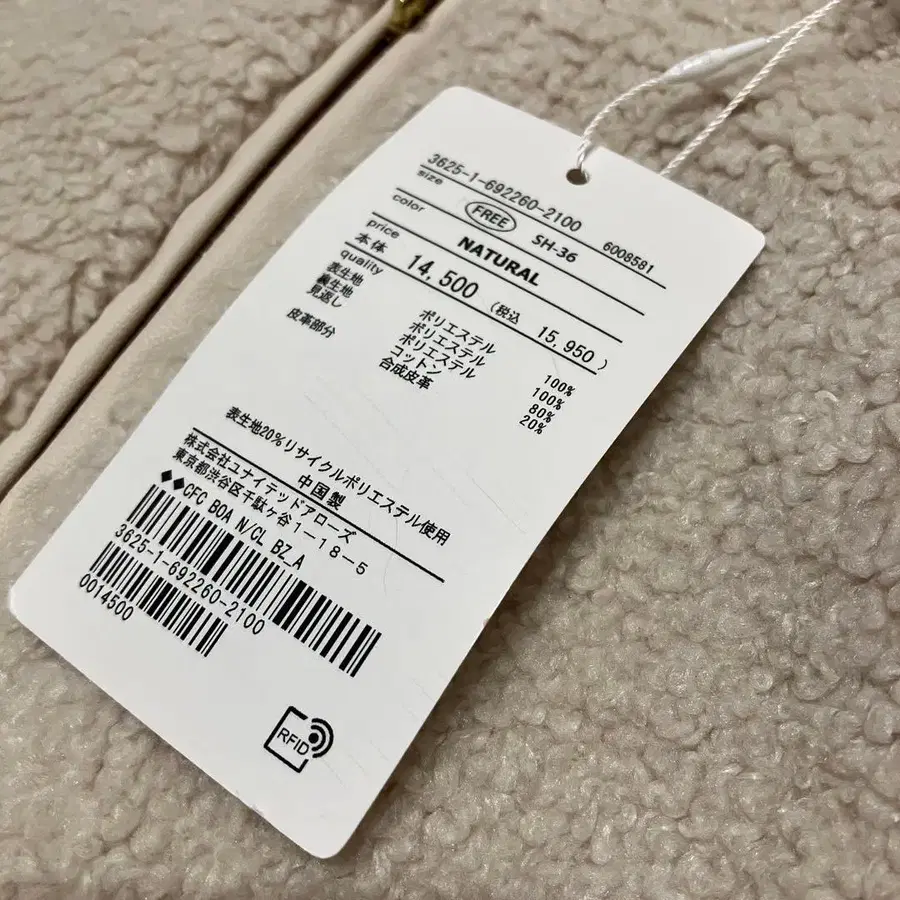 3625-1-692260-2100 6008581
size FREE SH-36
color NATURAL
price
本体 14,500 (税込 15,950)
quality
表生地 ポリエステル 100%
裏生地 ポリエステル 100%
見返し ポリエステル 80%
コットン 20%
皮革部分 合成皮革
表生地20%リサイクルポリエステル使用
中国製
株式会社ユナイテッドアローズ
東京都渋谷区千駄ヶ谷1-18-5
◆◆CFC BOA N/CL BZ_A
3625-1-692260-2100
0014500
RFID